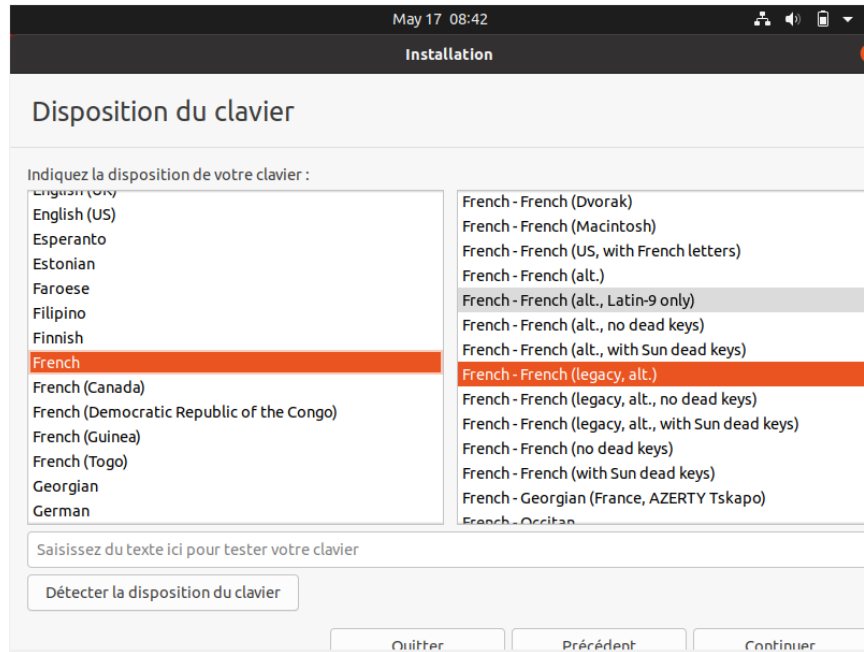 May 17 08:42
Installation
Disposition du clavier
Indiquez la disposition de votre clavier :
English (UK)
English (US)
Esperanto
Estonian
Faroese
Filipino
Finnish
French
French (Canada)
French (Democratic Republic of the Congo)
French (Guinea)
French (Togo)
Georgian
German
French - French (Dvorak)
French - French (Macintosh)
French - French (US, with French letters)
French - French (alt.)
French - French (alt., Latin-9 only)
French - French (alt., no dead keys)
French - French (alt., with Sun dead keys)
French - French (legacy, alt.)
French - French (legacy, alt., no dead keys)
French - French (legacy, alt., with Sun dead keys)
French - French (no dead keys)
French - French (with Sun dead keys)
French - Georgian (France, AZERTY Tskapo)
French - Occitan
Saisissez du texte ici pour tester votre clavier
Détecter la disposition du clavier
Quitter
Précédent
Continuer